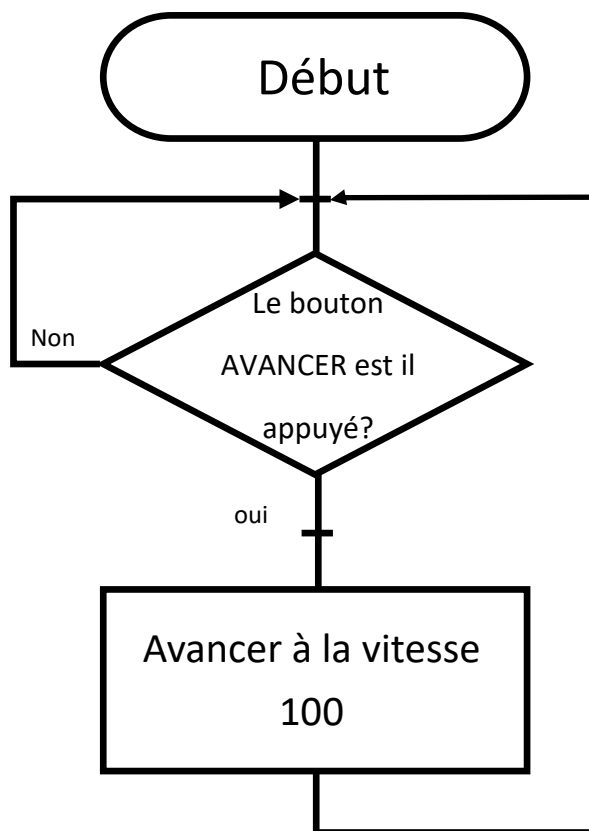 Début
Le bouton
Non
AVANCER est il
appuyé?
oui
Avancer à la vitesse
100